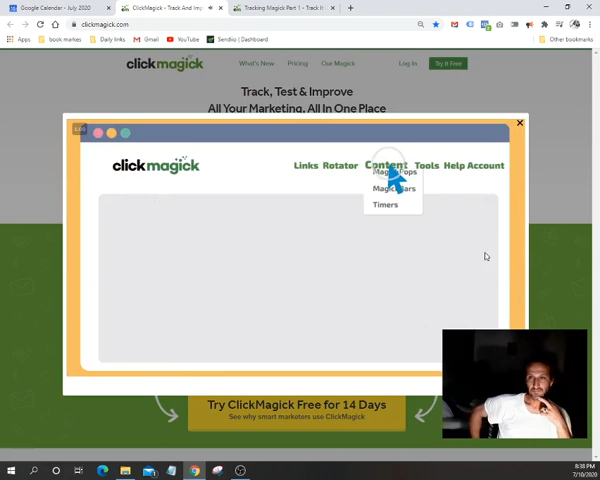 Google Calendar - July 2020
ClickMagick - Track And Imp
Tracking Magick Part 1 - Track It
clickmagick.com
Apps
book markes
Daily links
Gmail
YouTube
Sendiio | Dashboard
Other bookmarks
clickmagick
What's New
Pricing
Our Magick
Log In
Try It Free
Track, Test & Improve
All Your Marketing, All In One Place
clickmagick
Links
Rotator
Content
Tools
Help
Account
Timers
Try ClickMagick Free for 14 Days
See why smart marketers use ClickMagick
8:38 PM
7/10/2020